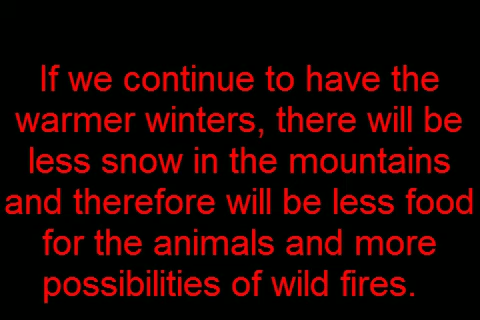 If we continue to have the
warmer winters, there will be
less snow in the mountains
and therefore will be less food
for the animals and more
possibilities of wild fires.